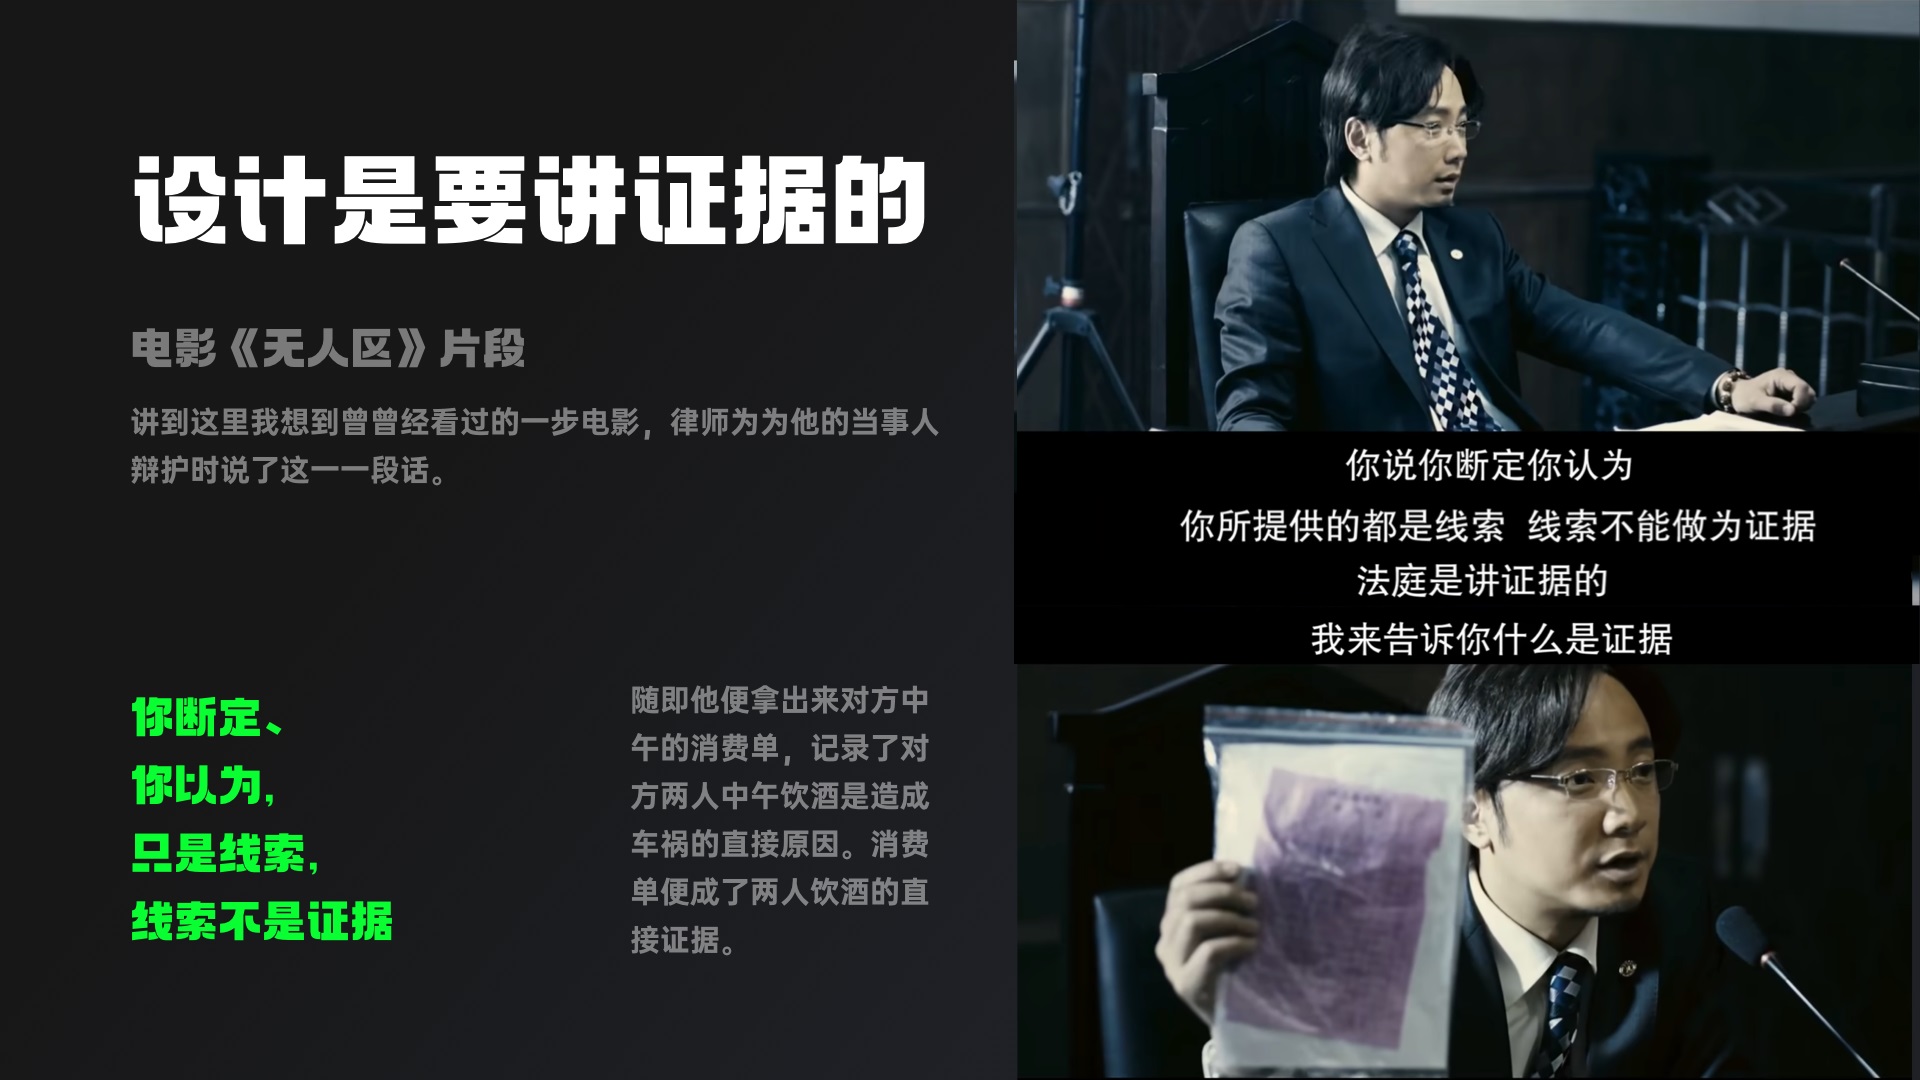 设计是要讲证据的
电影《无人区》片段
讲到这里我想到曾曾经看过的一步电影，律师为为他的当事人
辩护时说了这一一段话。
你断定、
你以为，
只是线索，
线索不是证据
随即他便拿出来对方中
午的消费单，记录了对
方两人中午饮酒是造成
车祸的直接原因。消费
单便成了两人饮酒的直
接证据。
你说你断定你认为
你所提供的都是线索 线索不能做为证据
法庭是讲证据的
我来告诉你什么是证据